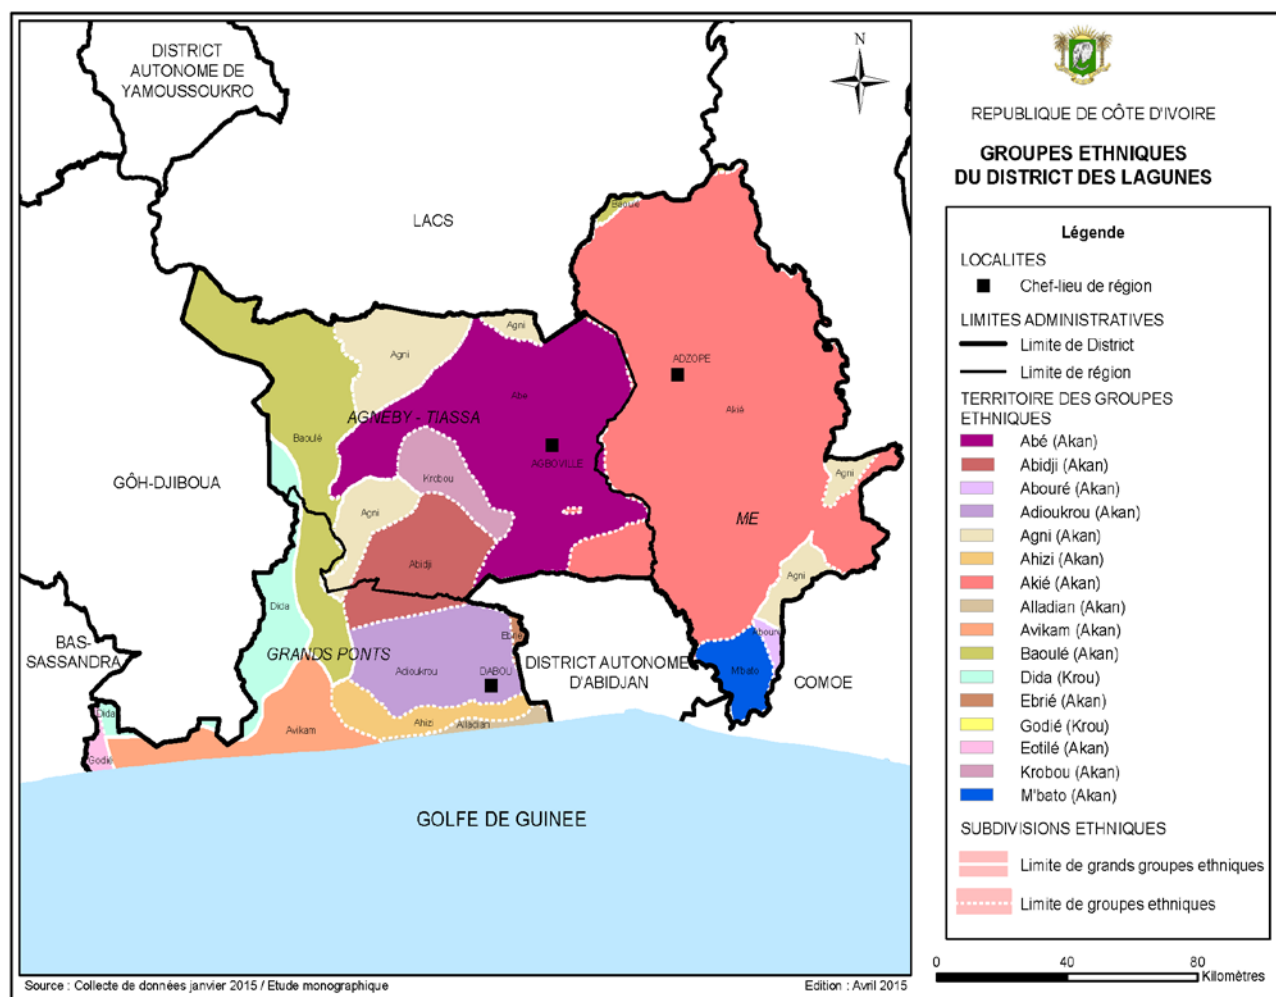 DISTRICT
AUTONOME DE
YAMOUSSOUKRO
N
LACS
Baoulé
Agni
Agni
ADZOPE
Abe
Akié
AGNEBY - TIASSA
Baoulé
AGBOVILLE
Agni
GÔH-DJIBOUA
Krobou
Agni
ME
Abidji
Agni
Dida
Ebrié
Abouré
BAS-
SASSANDRA
GRANDS PONTS
Adioukrou
DABOU
DISTRICT AUTONOME
D'ABIDJAN
M'bato
COMOE
Dida
Ahizi
Alladian
Avikam
Godié
GOLFE DE GUINEE
Source : Collecte de données janvier 2015 / Etude monographique
Edition : Avril 2015
REPUBLIQUE DE CÔTE D'IVOIRE
GROUPES ETHNIQUES
DU DISTRICT DES LAGUNES
Légende
LOCALITES
Chef-lieu de région
LIMITES ADMINISTRATIVES
Limite de District
Limite de région
TERRITOIRE DES GROUPES
ETHNIQUES
Abé (Akan)
Abidji (Akan)
Abouré (Akan)
Adioukrou (Akan)
Agni (Akan)
Ahizi (Akan)
Akié (Akan)
Alladian (Akan)
Avikam (Akan)
Baoulé (Akan)
Dida (Krou)
Ebrié (Akan)
Godié (Krou)
Eotilé (Akan)
Krobou (Akan)
M'bato (Akan)
SUBDIVISIONS ETHNIQUES
Limite de grands groupes ethniques
Limite de groupes ethniques
0 40 80
Kilomètres